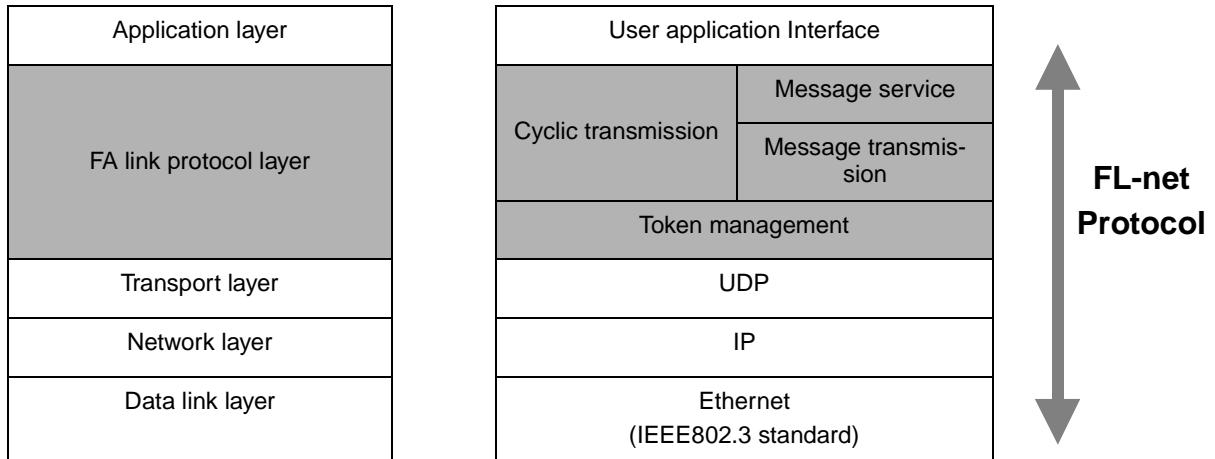 Application layer
FA link protocol layer
Transport layer
Network layer
Data link layer
User application Interface
Cyclic transmission
Message service
Message transmis-
sion
Token management
UDP
IP
Ethernet
(IEEE802.3 standard)
FL-net
Protocol